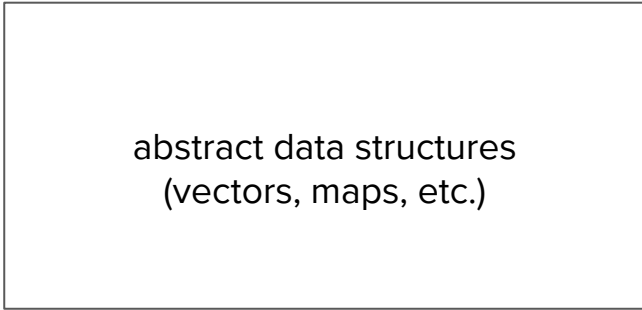 abstract data structures
(vectors, maps, etc.)